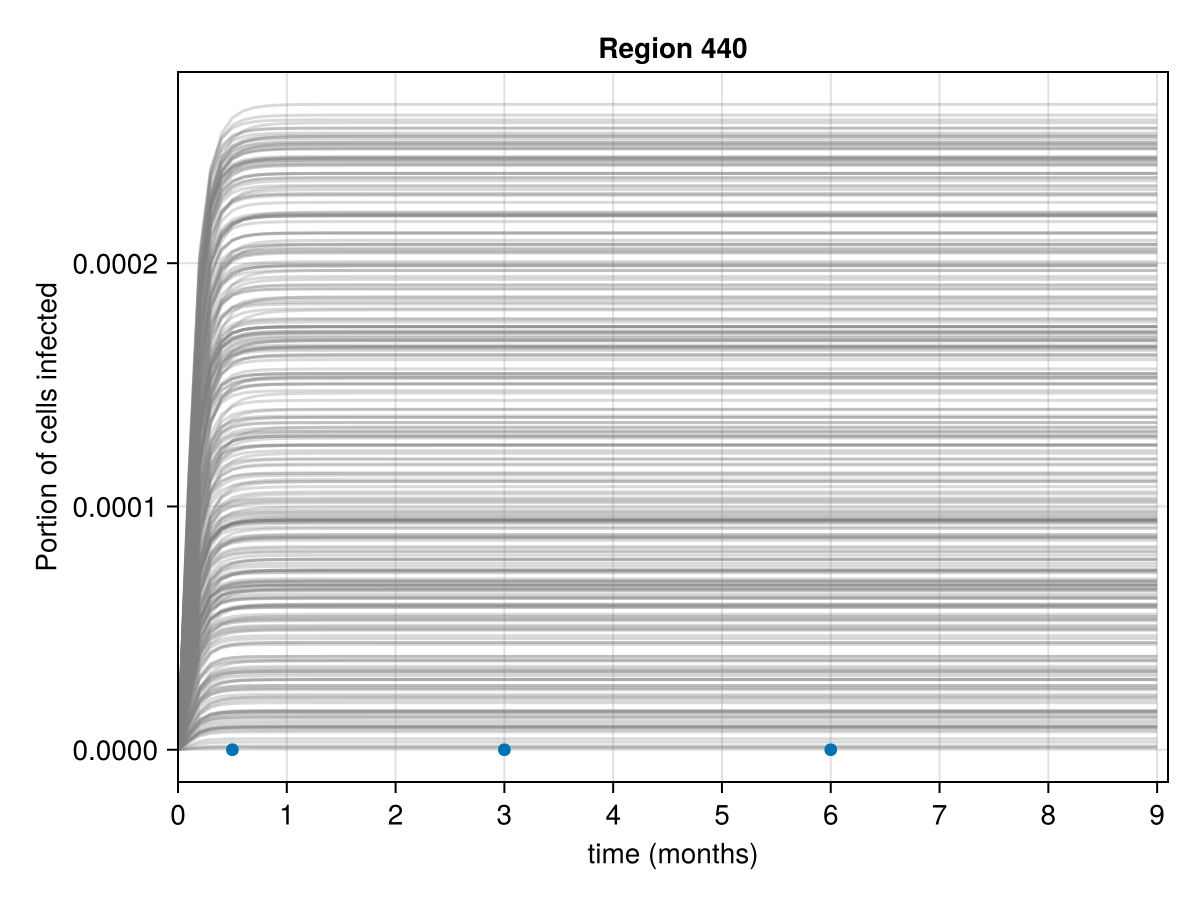 Region 440
Portion of cells infected
0.0002
0.0001
0.0000
0 1 2 3 4 5 6 7 8 9
time (months)